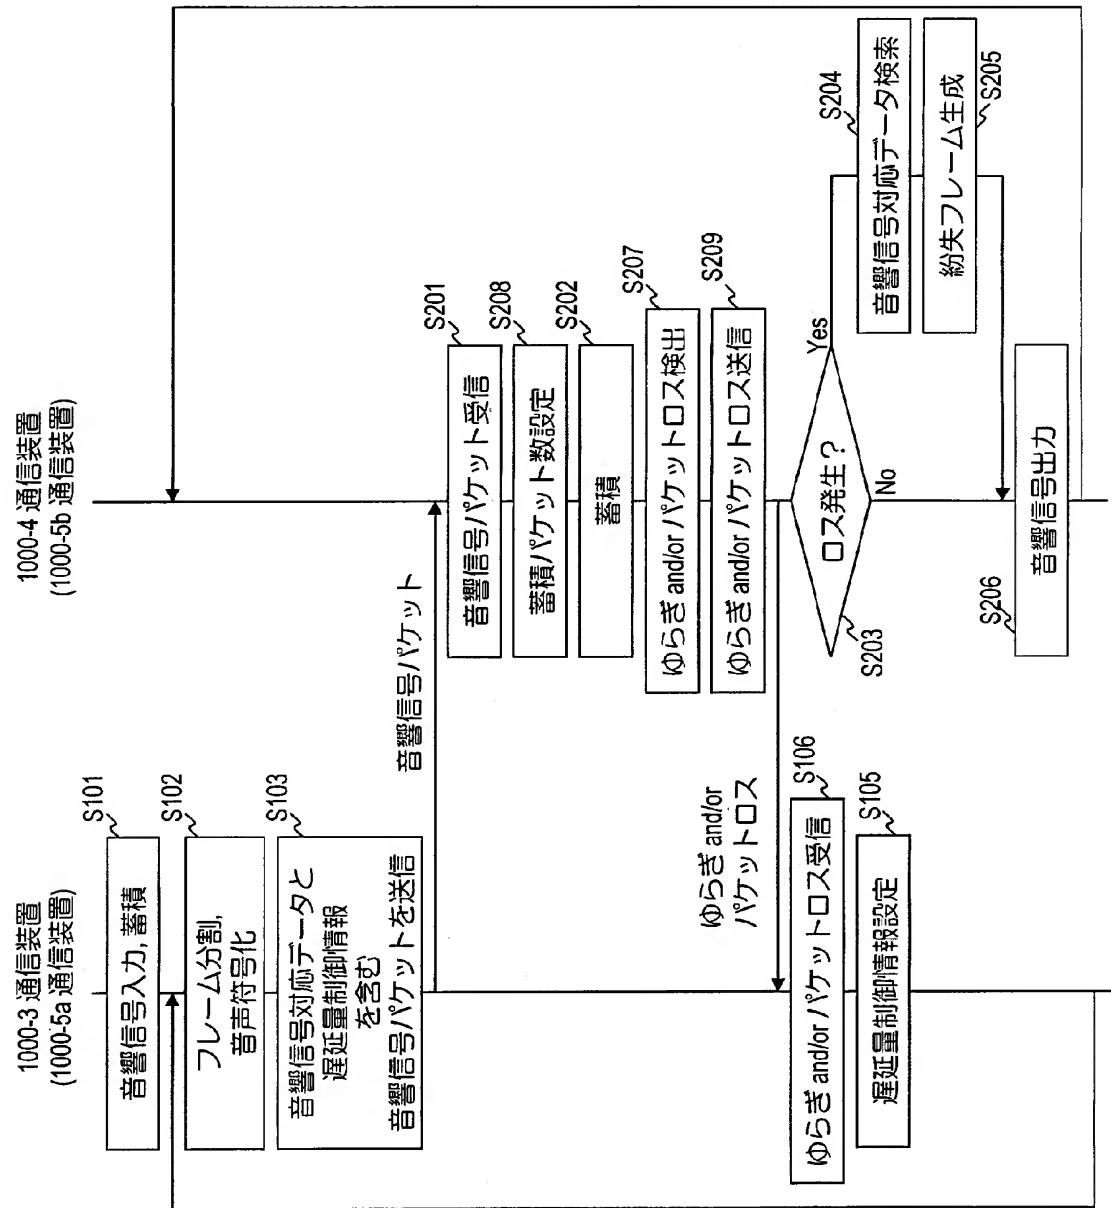 1000-3 通信装置
(1000-5a 通信装置)
S101
音響信号入力, 蓄積
S102
フレーム分割,
音声符号化
S103
音響信号対応データと
遅延量制御情報
を含む
音響信号パケットを送信
音響信号パケット
ゆらぎ and/or
パケットロス
S106
ゆらぎ and/or パケットロス受信
S105
遅延量制御情報設定
1000-4 通信装置
(1000-5b 通信装置)
S201
音響信号パケット受信
S208
蓄積パケット数設定
S202
蓄積
S207
ゆらぎ and/or パケットロス検出
S209
ゆらぎ and/or パケットロス送信
ロス発生？
S203
Yes
No
S204
音響信号対応データ検索
S205
紛失フレーム生成
S206
音響信号出力